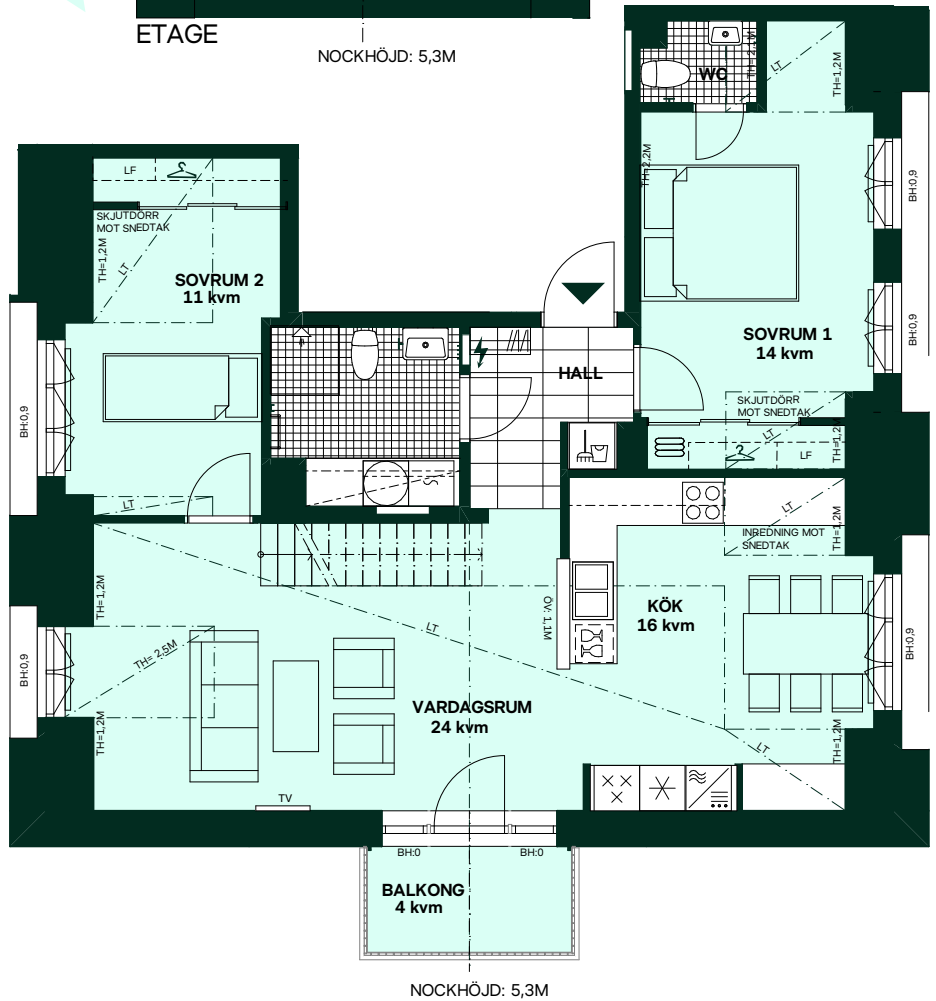 ETAGE
NOCKHÖJD: 5,3M
WC
TH= 2,1M
LT
TH=1,2M
TH=2,2M
LF
SKJUTDÖRR
MOT SNEDTAK
TH=1,2M
LT
SOVRUM 2
11 kvm
BH:0,9
BH:0,9
SOVRUM 1
14 kvm
HALL
BH:0,9
SKJUTDÖRR
MOT SNEDTAK
LT
LF
TH=1,2M
LT
LT
INREDNING MOT
SNEDTAK
TH=1,2M
TH=1,2M
ÖV: 1,1M
KÖK
16 kvm
LT
TH= 2,5M
BH:0,9
BH:0,9
VARDAGSRUM
24 kvm
TH=1,2M
LT
TH=1,2M
TV
BH:0
BH:0
BALKONG
4 kvm
NOCKHÖJD: 5,3M